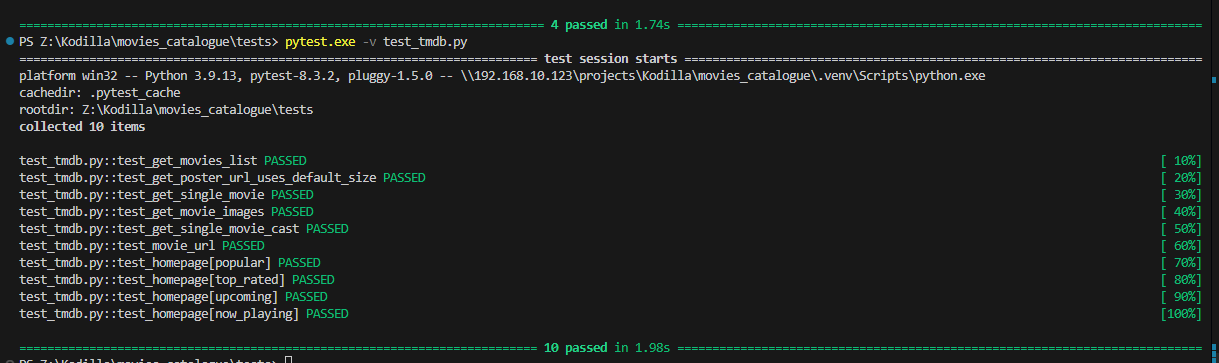 ============================================================================ 4 passed in 1.74s ============================================================================
PS Z:\Kodilla\movies_catalogue\tests> pytest.exe -v test_tmdb.py
=========================================================================== test session starts ===========================================================================
platform win32 -- Python 3.9.13, pytest-8.3.2, pluggy-1.5.0 -- \\192.168.10.123\projects\Kodilla\movies_catalogue\.venv\Scripts\python.exe
cachedir: .pytest_cache
rootdir: Z:\Kodilla\movies_catalogue\tests
collected 10 items
test_tmdb.py::test_get_movies_list PASSED [ 10%]
test_tmdb.py::test_get_poster_url_uses_default_size PASSED [ 20%]
test_tmdb.py::test_get_single_movie PASSED [ 30%]
test_tmdb.py::test_get_movie_images PASSED [ 40%]
test_tmdb.py::test_get_single_movie_cast PASSED [ 50%]
test_tmdb.py::test_movie_url PASSED [ 60%]
test_tmdb.py::test_homepage[popular] PASSED [ 70%]
test_tmdb.py::test_homepage[top_rated] PASSED [ 80%]
test_tmdb.py::test_homepage[upcoming] PASSED [ 90%]
test_tmdb.py::test_homepage[now_playing] PASSED [100%]
=========================================================================== 10 passed in 1.98s ============================================================================
PS Z:\Kodilla\movies_catalogue\tests>